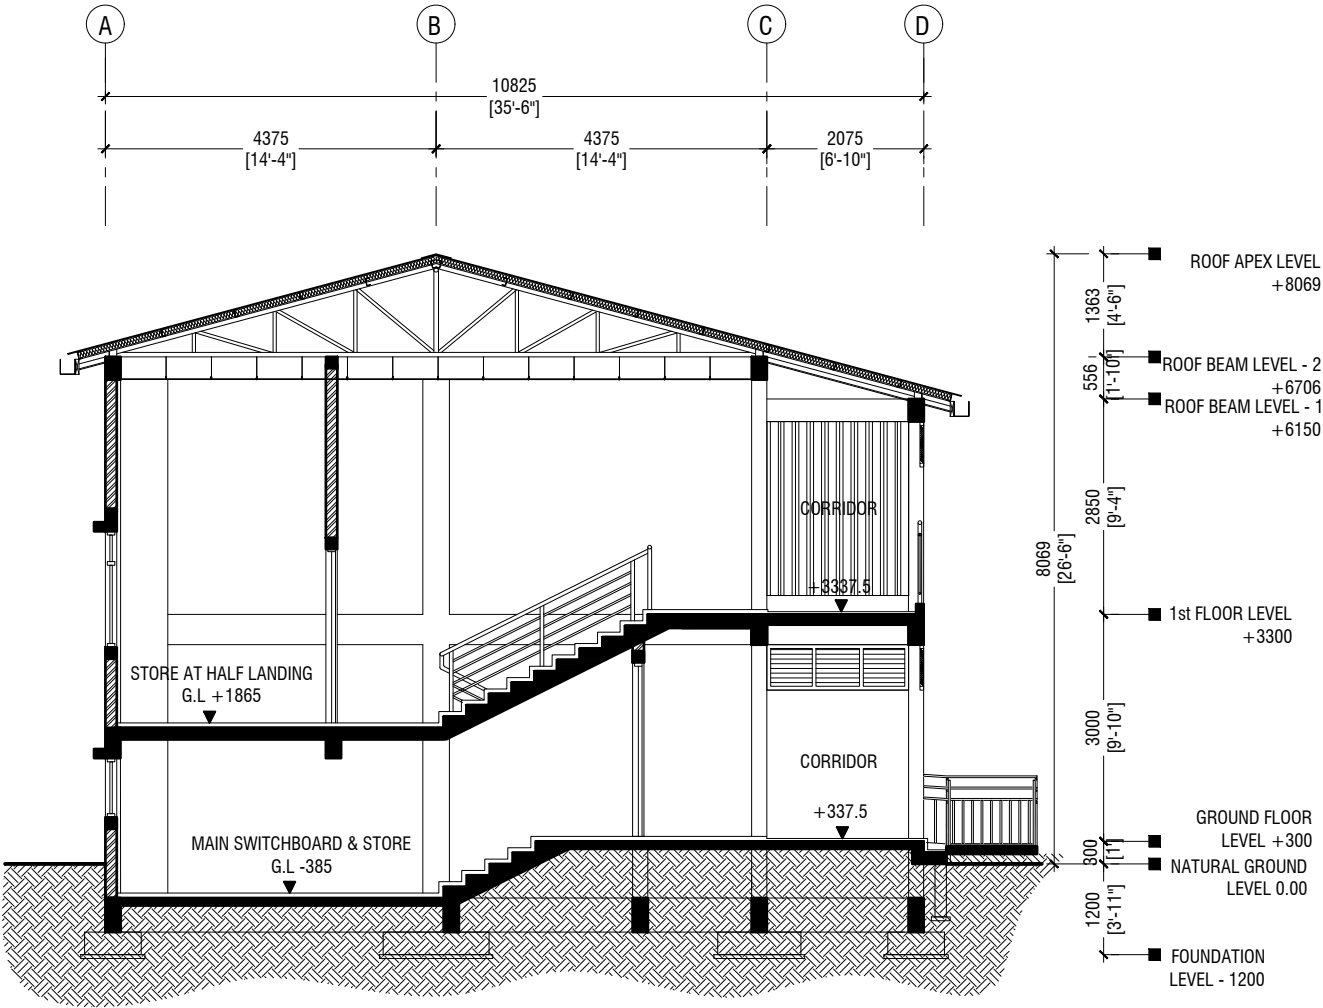 A
B
C
D
10825
[35'-6"]
4375
[14'-4"]
4375
[14'-4"]
2075
[6'-10"]
ROOF APEX LEVEL
+8069
1363
[4'-6"]
ROOF BEAM LEVEL - 2
+6706
556
[1'-10"]
ROOF BEAM LEVEL - 1
+6150
2850
[9'-4"]
8069
[26'-6"]
CORRIDOR
+3337.5
1st FLOOR LEVEL
+3300
STORE AT HALF LANDING
G.L +1865
3000
[9'-10"]
CORRIDOR
+337.5
GROUND FLOOR
LEVEL +300
300
[1']
MAIN SWITCHBOARD & STORE
G.L -385
NATURAL GROUND
LEVEL 0.00
1200
[3'-11"]
FOUNDATION
LEVEL - 1200